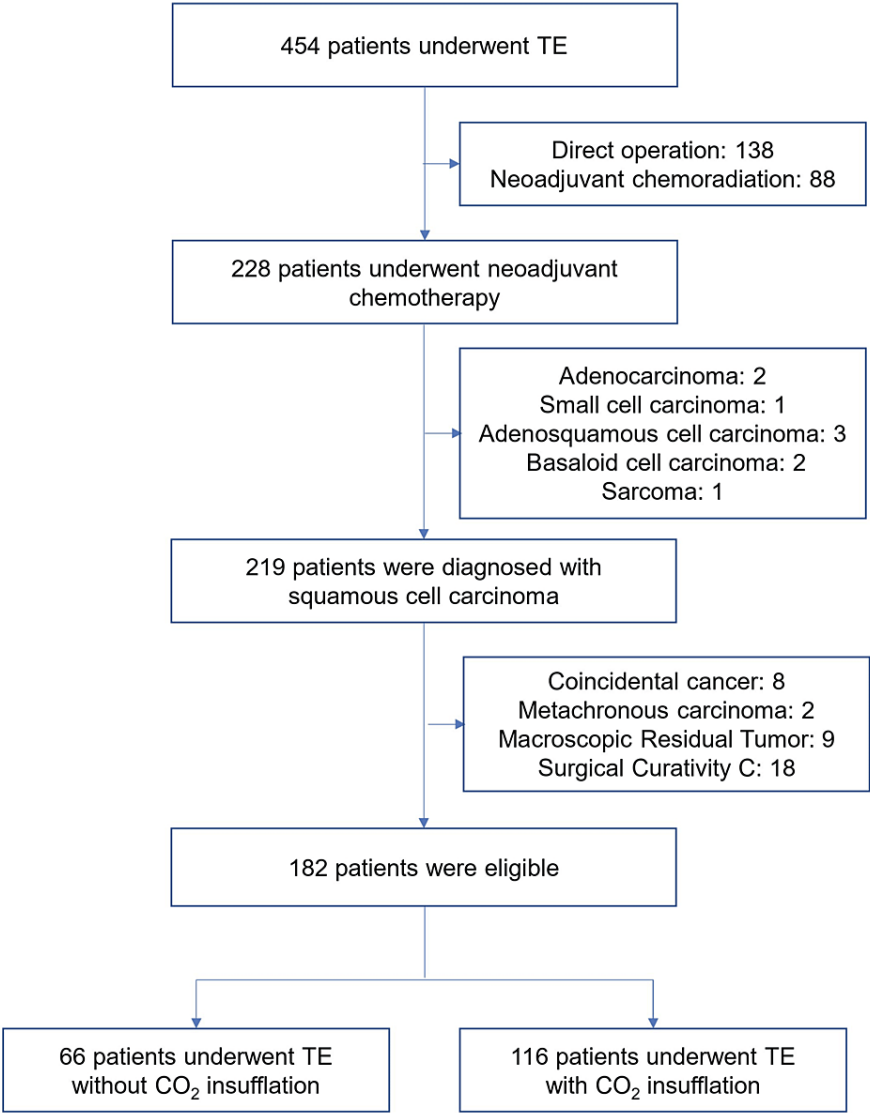 454 patients underwent TE
Direct operation: 138
Neoadjuvant chemoradiation: 88
228 patients underwent neoadjuvant
chemotherapy
Adenocarcinoma: 2
Small cell carcinoma: 1
Adenosquamous cell carcinoma: 3
Basaloid cell carcinoma: 2
Sarcoma: 1
219 patients were diagnosed with
squamous cell carcinoma
Coincidental cancer: 8
Metachronous carcinoma: 2
Macroscopic Residual Tumor: 9
Surgical Curativity C: 18
182 patients were eligible
66 patients underwent TE
without CO₂ insufflation
116 patients underwent TE
with CO₂ insufflation